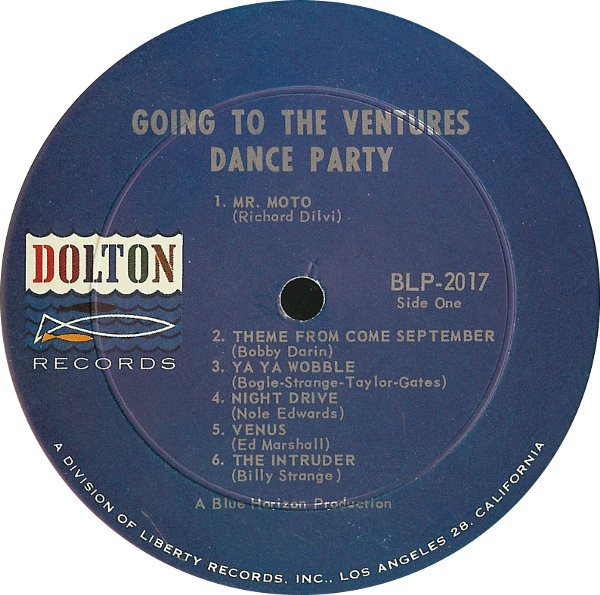 GOING TO THE VENTURES
DANCE PARTY
1. MR. MOTO
(Richard Dilvi)
DOLTON
RECORDS
BLP-2017
Side One
2. THEME FROM COME SEPTEMBER
(Bobby Darin)
3. YA YA WOBBLE
(Bogle-Strange-Taylor-Gates)
4. NIGHT DRIVE
(Nole Edwards)
5. VENUS
(Ed Marshall)
6. THE INTRUDER
(Billy Strange)
A Blue Horizon Production
A DIVISION OF LIBERTY RECORDS, INC., LOS ANGELES 28, CALIFORNIA